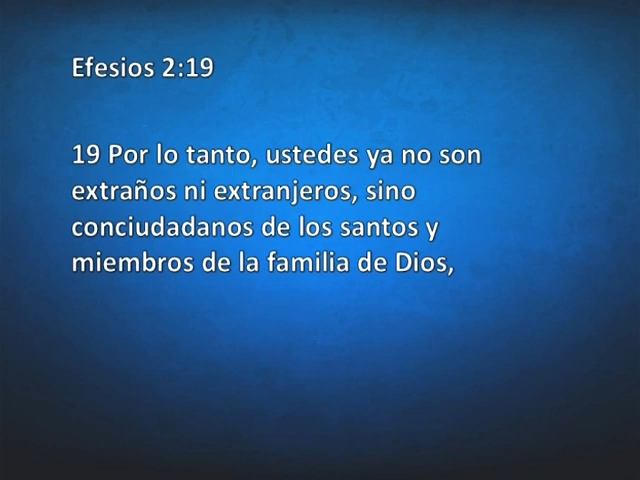 Efesios 2:19
19 Por lo tanto, ustedes ya no son
extraños ni extranjeros, sino
conciudadanos de los santos y
miembros de la familia de Dios,